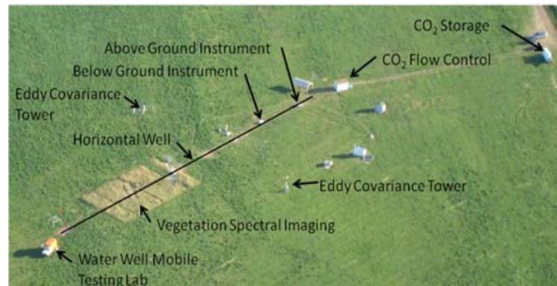 CO2 Storage
Above Ground Instrument
CO2 Flow Control
Below Ground Instrument
Eddy Covariance
Tower
Horizontal Well
Eddy Covariance Tower
Vegetation Spectral Imaging
Water Well Mobile
Testing Lab